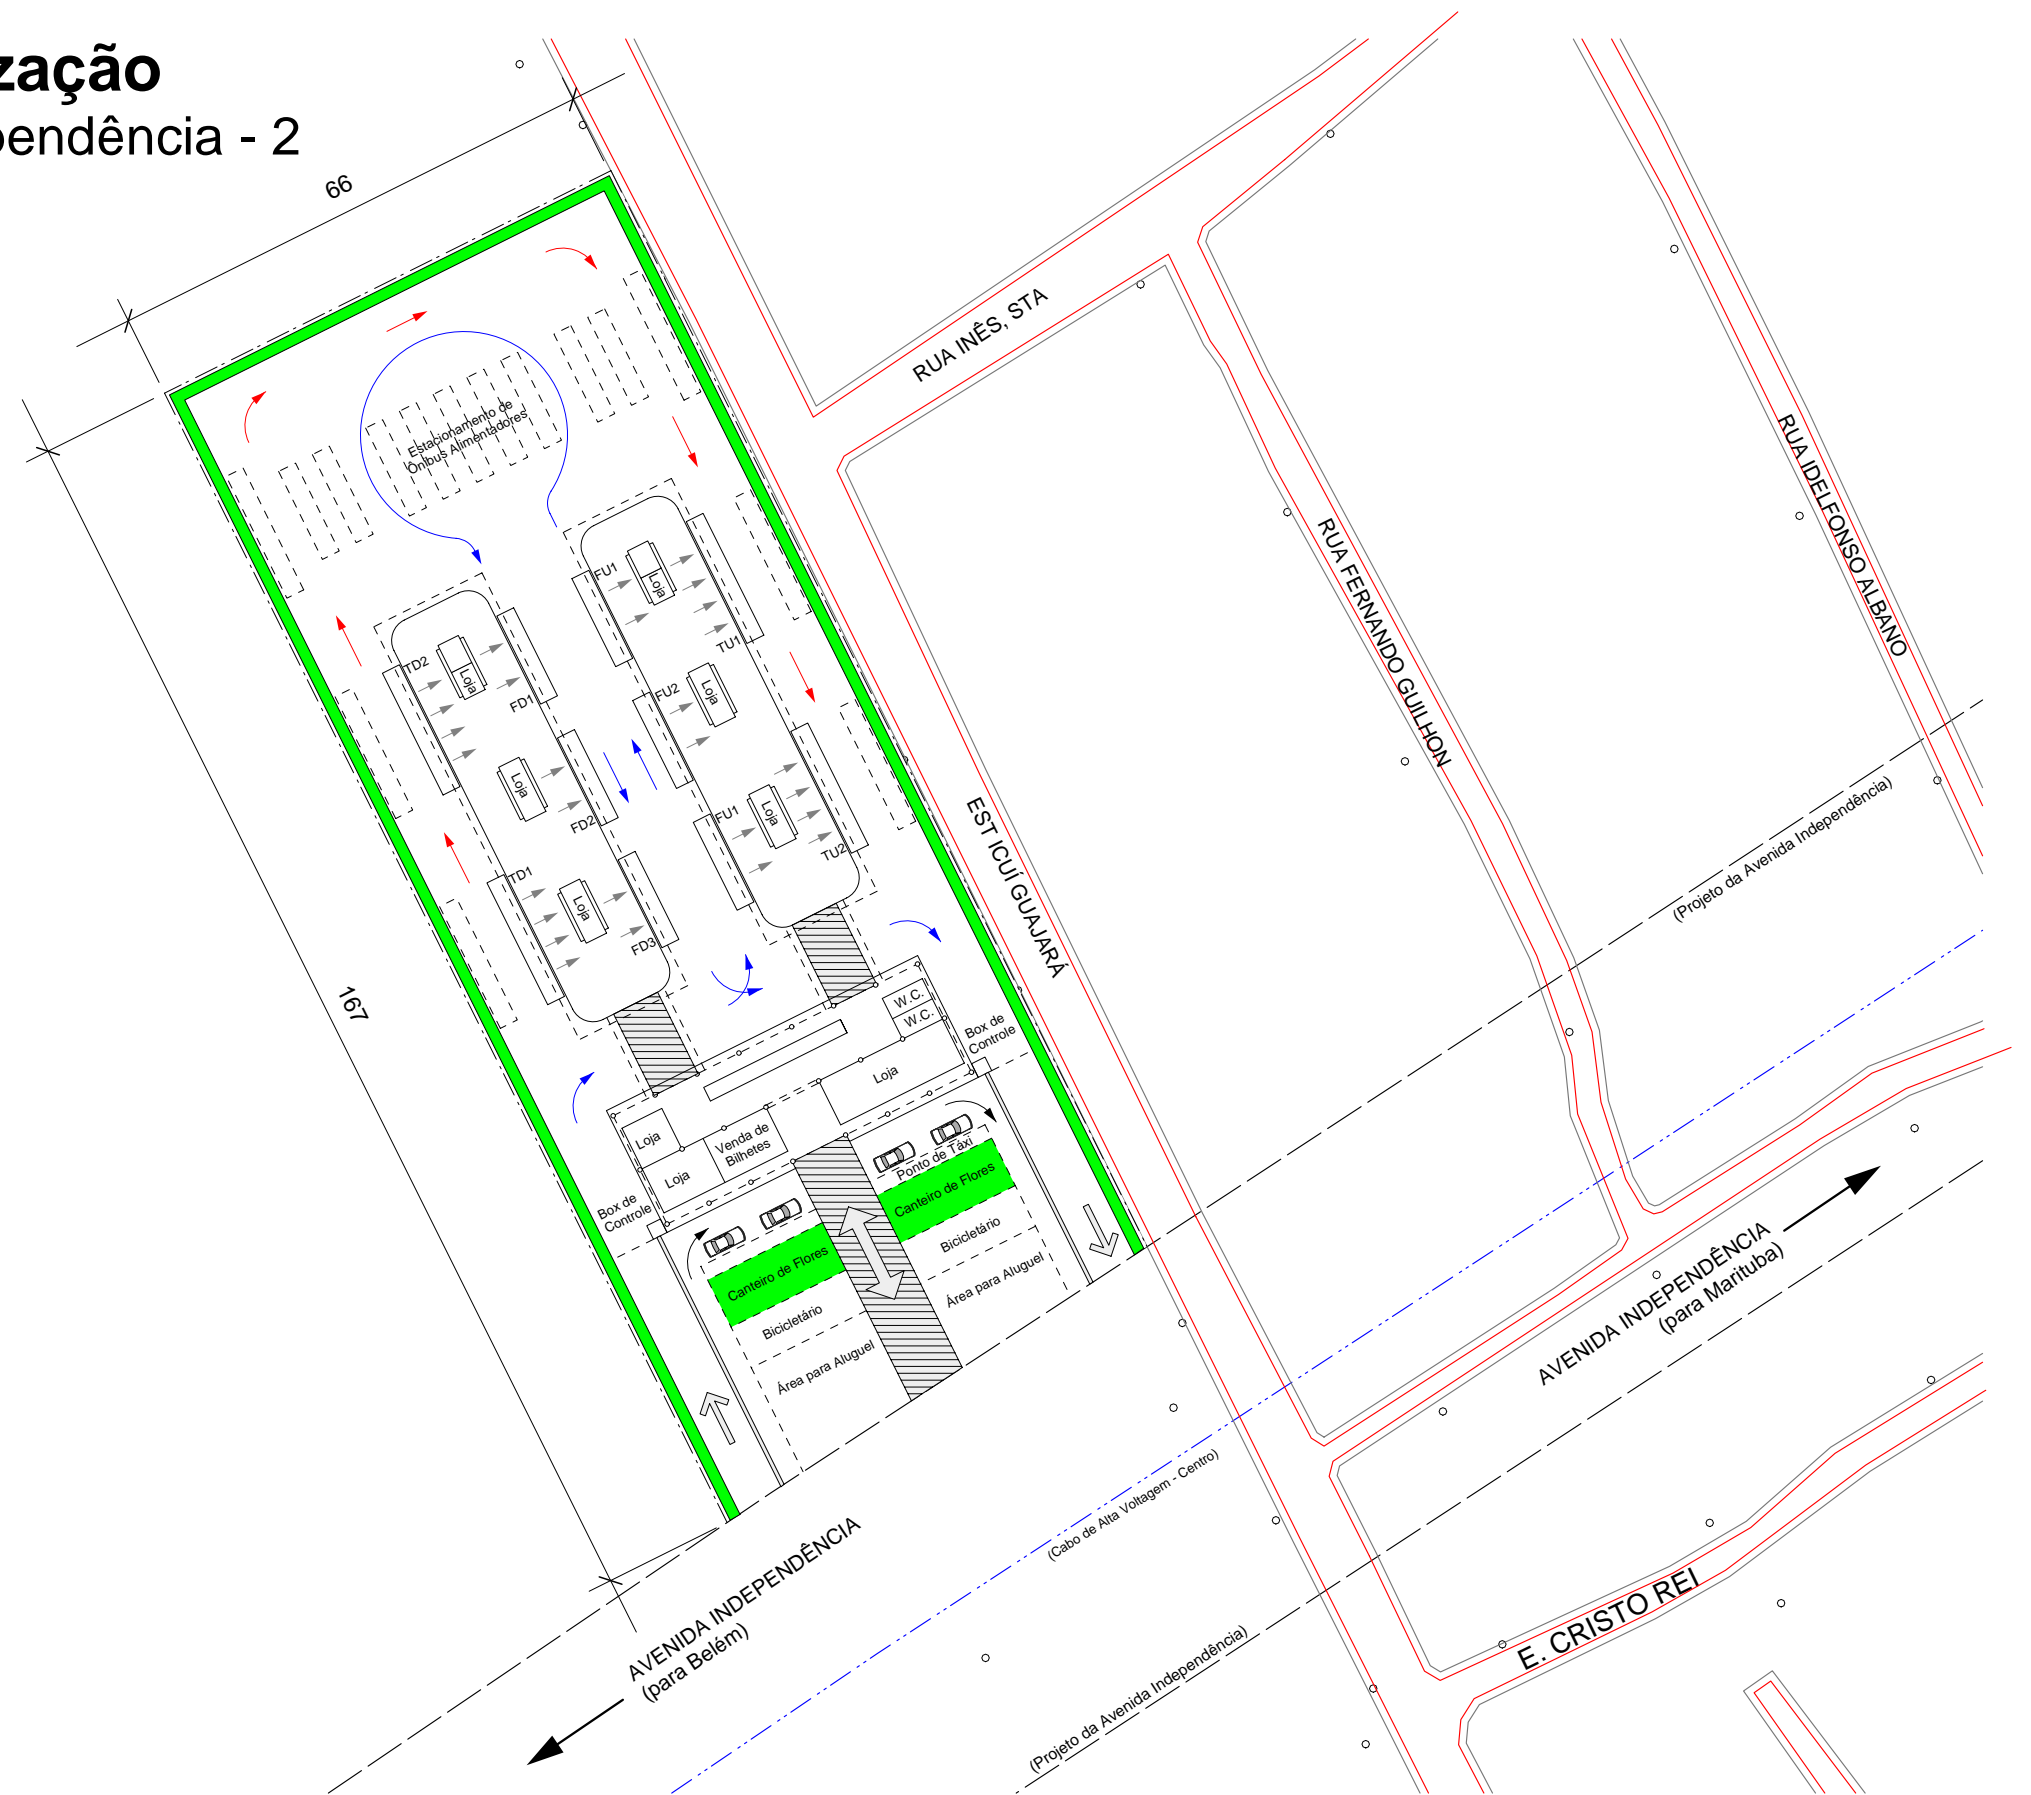 zação
pendência - 2
66
167
Estacionamento de
Ônibus Alimentadores
FU1
Loja
TU1
TD2
Loja
FD1
FU2
Loja
Loja
FD2
FU1
Loja
TU2
TD1
Loja
FD3
W.C.
W.C.
Box de
Controle
Loja
Loja
Venda de
Bilhetes
Loja
Box de
Controle
Ponto de Táxi
Canteiro de Flores
Bicicletário
Área para Aluguel
Canteiro de Flores
Bicicletário
Área para Aluguel
RUA INÊS, STA
RUA FERNANDO GUILHON
RUA IDELFONSO ALBANO
EST ICUÍ GUAJARÁ
(Projeto da Avenida Independência)
AVENIDA INDEPENDÊNCIA
(para Marituba)
(Cabo de Alta Voltagem - Centro)
AVENIDA INDEPENDÊNCIA
(para Belém)
(Projeto da Avenida Independência)
E. CRISTO REI